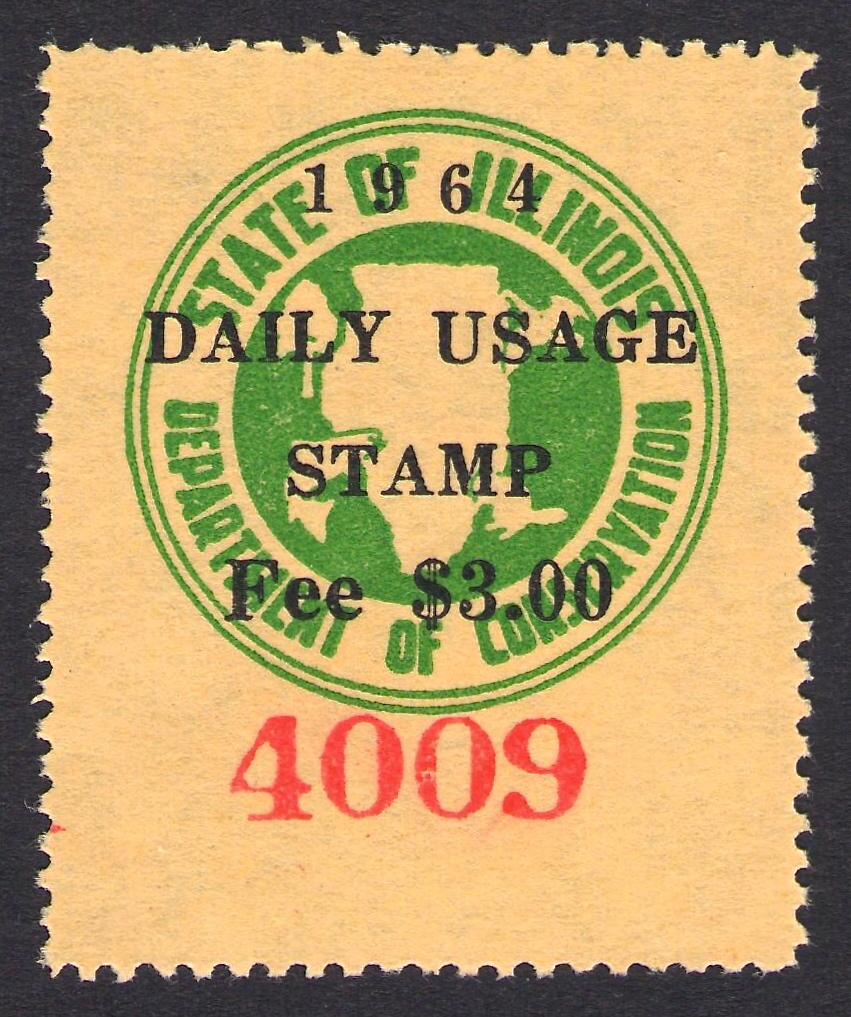 STATE OF ILLINOIS
1964
DAILY USAGE
STAMP
Fee $3.00
DEPARTMENT OF CONSERVATION
4009